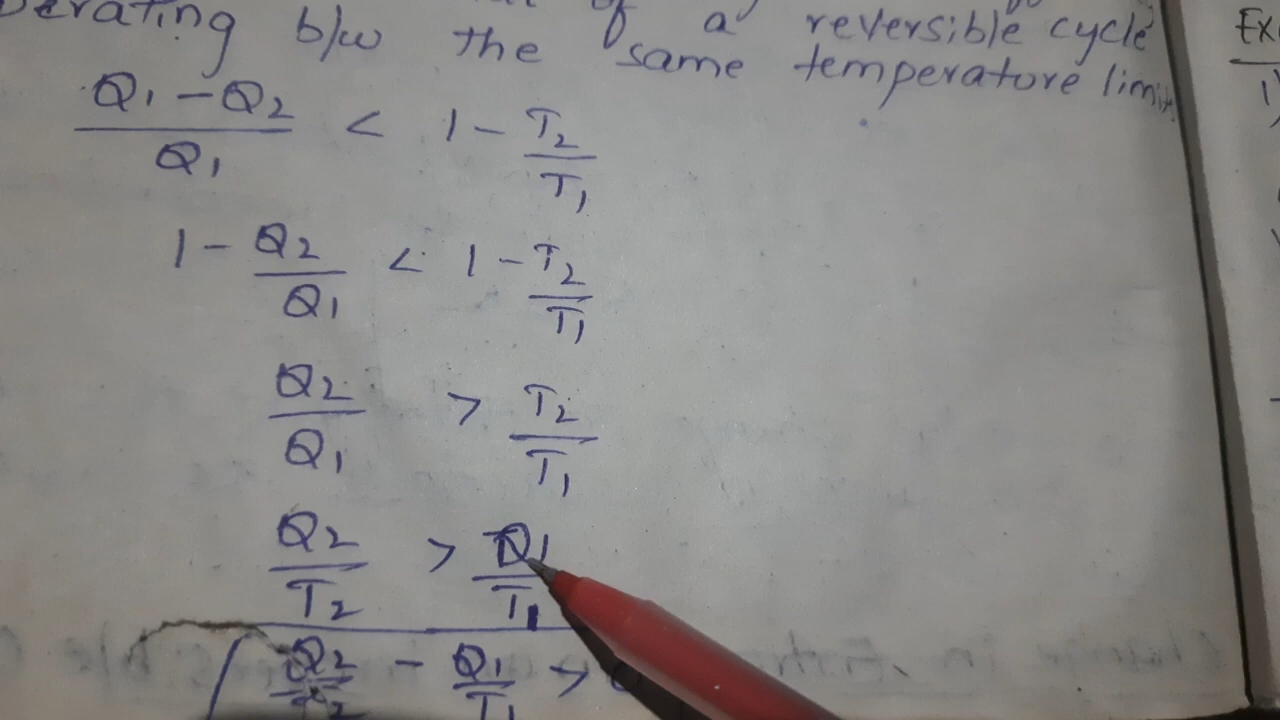 of a reversible cycle
erating b/w the same temperature limit
Q1 - Q2 / Q1 < 1 - T2 / T1
1 - Q2 / Q1 < 1 - T2 / T1
Q2 / Q1 > T2 / T1
Q2 / T2 > Q1 / T1
Q2 / T2 - Q1 / T1 >